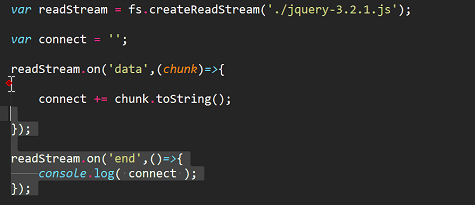 var readStream = fs.createReadStream('./jquery-3.2.1.js');
var connect = '';
readStream.on('data',(chunk)=>{
connect += chunk.toString();
});
readStream.on('end',()=>{
console.log( connect );
});